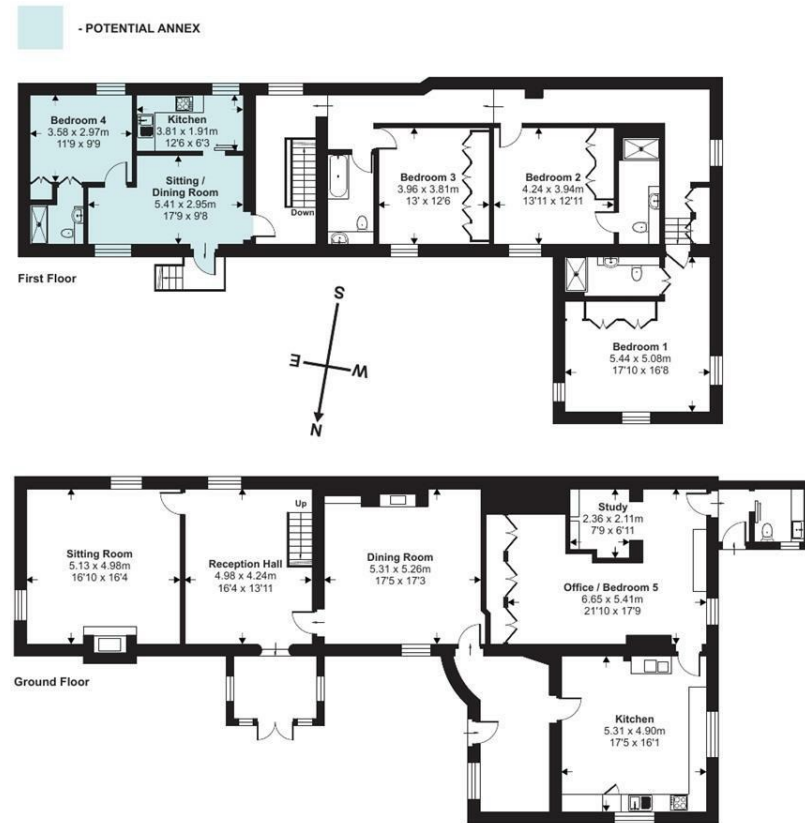 - POTENTIAL ANNEX
Bedroom 4
3.58 x 2.97m
11'9 x 9'9
Kitchen
3.81 x 1.91m
12'6 x 6'3
Sitting /
Dining Room
5.41 x 2.95m
17'9 x 9'8
Down
Bedroom 3
3.96 x 3.81m
13' x 12'6
Bedroom 2
4.24 x 3.94m
13'11 x 12'11
First Floor
Bedroom 1
5.44 x 5.08m
17'10 x 16'8
S
E
W
N
Sitting Room
5.13 x 4.98m
16'10 x 16'4
Reception Hall
4.98 x 4.24m
16'4 x 13'11
Up
Dining Room
5.31 x 5.26m
17'5 x 17'3
Study
2.36 x 2.11m
7'9 x 6'11
Office / Bedroom 5
6.65 x 5.41m
21'10 x 17'9
Ground Floor
Kitchen
5.31 x 4.90m
17'5 x 16'1